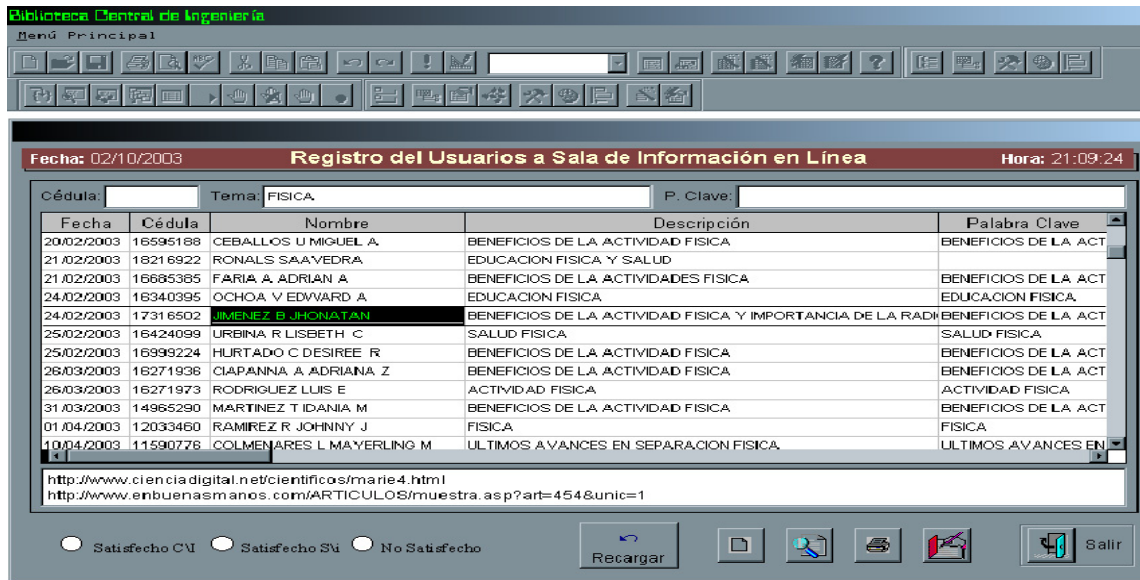 Biblioteca Central de Ingeniería
Menú Principal
Fecha: 02/10/2003 Registro del Usuarios a Sala de Información en Línea Hora: 21:09:24
Cédula: Tema: FISICA P. Clave:
Fecha Cédula Nombre Descripción Palabra Clave
20/02/2003 16595188 CEBALLOS U MIGUEL A BENEFICIOS DE LA ACTIVIDAD FISICA BENEFICIOS DE LA ACT
21/02/2003 18216922 RONALS SAAVEDRA EDUCACION FISICA Y SALUD
21/02/2003 16685385 FARIA A ADRIAN A BENEFICIOS DE LA ACTIVIDADES FISICA BENEFICIOS DE LA ACT
24/02/2003 16340395 OCHOA V EDWARD A EDUCACION FISICA EDUCACION FISICA
24/02/2003 17316502 JIMENEZ B JHONATAN BENEFICIOS DE LA ACTIVIDAD FISICA Y IMPORTANCIA DE LA RADI BENEFICIOS DE LA ACT
25/02/2003 16424099 URBINA R LISBETH C SALUD FISICA SALUD FISICA
25/02/2003 16999224 HURTADO C DESIREE R BENEFICIOS DE LA ACTIVIDAD FISICA BENEFICIOS DE LA ACT
26/03/2003 16271936 CIAPANNA A ADRIANA Z BENEFICIOS DE LA ACTIVIDAD FISICA BENEFICIOS DE LA ACT
26/03/2003 16271973 RODRIGUEZ LUIS E ACTIVIDAD FISICA ACTIVIDAD FISICA
31/03/2003 14965290 MARTINEZ T IDANIA M BENEFICIOS DE LA ACTIVIDAD FISICA BENEFICIOS DE LA ACT
01/04/2003 12033460 RAMIREZ R JOHNNY J FISICA FISICA
10/04/2003 11590776 COLMENARES L MAYERLING M ULTIMOS AVANCES EN SEPARACION FISICA ULTIMOS AVANCES EN
http://www.cienciadigital.net/cientificos/marie4.html
http://www.enbuenasmanos.com/ARTICULOS/muestra.asp?art=454&unic=1
Satisfecho C\I Satisfecho S\i No Satisfecho Recargar Salir